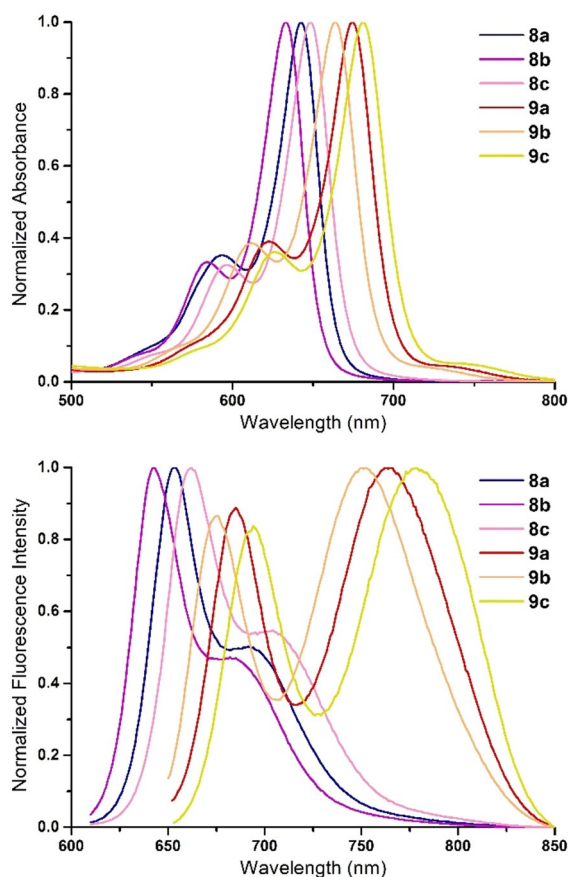 Normalized Absorbance
1.0
0.8
0.6
0.4
0.2
0.0
8a
8b
8c
9a
9b
9c
500
600
700
800
Wavelength (nm)
Normalized Fluorescence Intensity
1.0
0.8
0.6
0.4
0.2
0.0
8a
8b
8c
9a
9b
9c
600
650
700
750
800
850
Wavelength (nm)